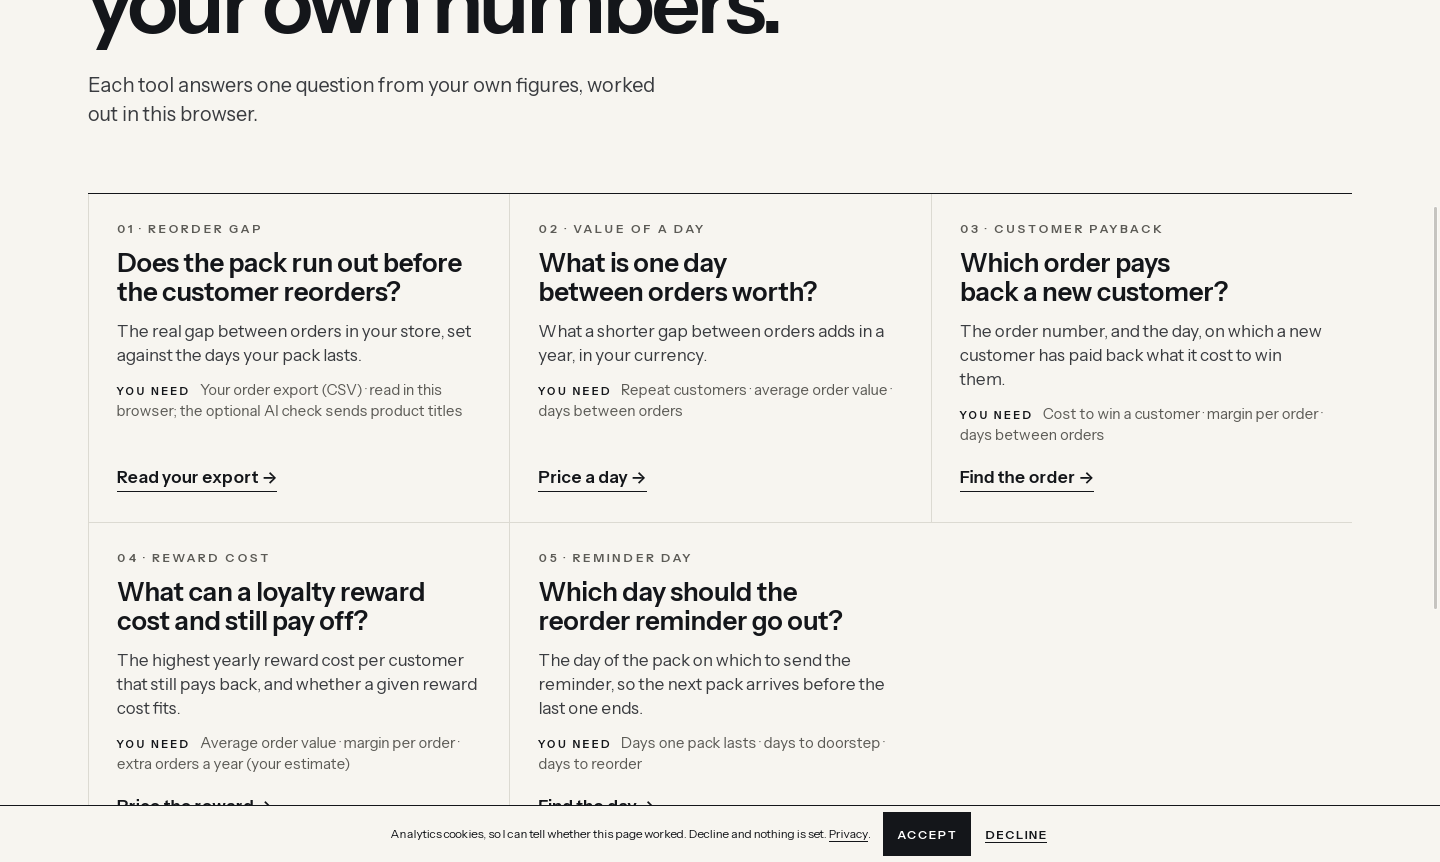 your own numbers.
Each tool answers one question from your own figures, worked
out in this browser.
01 · REORDER GAP
Does the pack run out before
the customer reorders?
The real gap between orders in your store, set
against the days your pack lasts.
YOU NEED Your order export (CSV) · read in this
browser; the optional AI check sends product titles
Read your export →
02 · VALUE OF A DAY
What is one day
between orders worth?
What a shorter gap between orders adds in a
year, in your currency.
YOU NEED Repeat customers · average order value ·
days between orders
Price a day →
03 · CUSTOMER PAYBACK
Which order pays
back a new customer?
The order number, and the day, on which a new
customer has paid back what it cost to win
them.
YOU NEED Cost to win a customer · margin per order ·
days between orders
Find the order →
04 · REWARD COST
What can a loyalty reward
cost and still pay off?
The highest yearly reward cost per customer
that still pays back, and whether a given reward
cost fits.
YOU NEED Average order value · margin per order ·
extra orders a year (your estimate)
Price the reward →
05 · REMINDER DAY
Which day should the
reorder reminder go out?
The day of the pack on which to send the
reminder, so the next pack arrives before the
last one ends.
YOU NEED Days one pack lasts · days to doorstep ·
days to reorder
Find the day →
Analytics cookies, so I can tell whether this page worked. Decline and nothing is set. Privacy.
ACCEPT
DECLINE